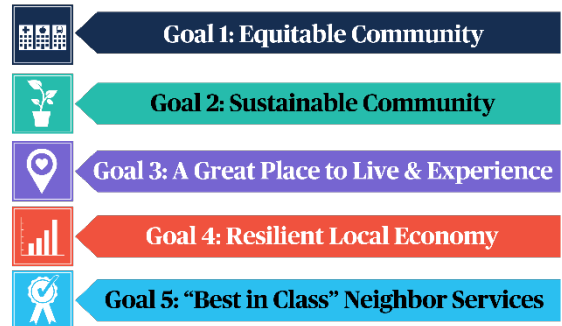 Goal 1: Equitable Community
Goal 2: Sustainable Community
Goal 3: A Great Place to Live & Experience
Goal 4: Resilient Local Economy
Goal 5: “Best in Class” Neighbor Services